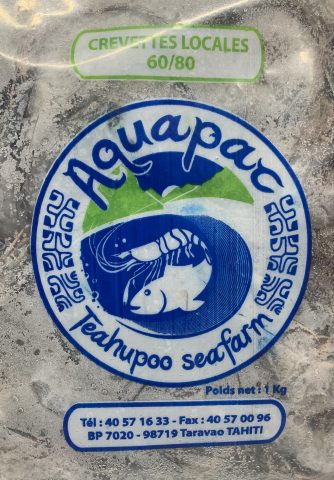 CREVETTES LOCALES
60/80
Aquapac
Teahupoo seafarm
Poids net : 1 Kg
Tél : 40 57 16 33 - Fax : 40 57 00 96
BP 7020 - 98719 Taravao TAHITI